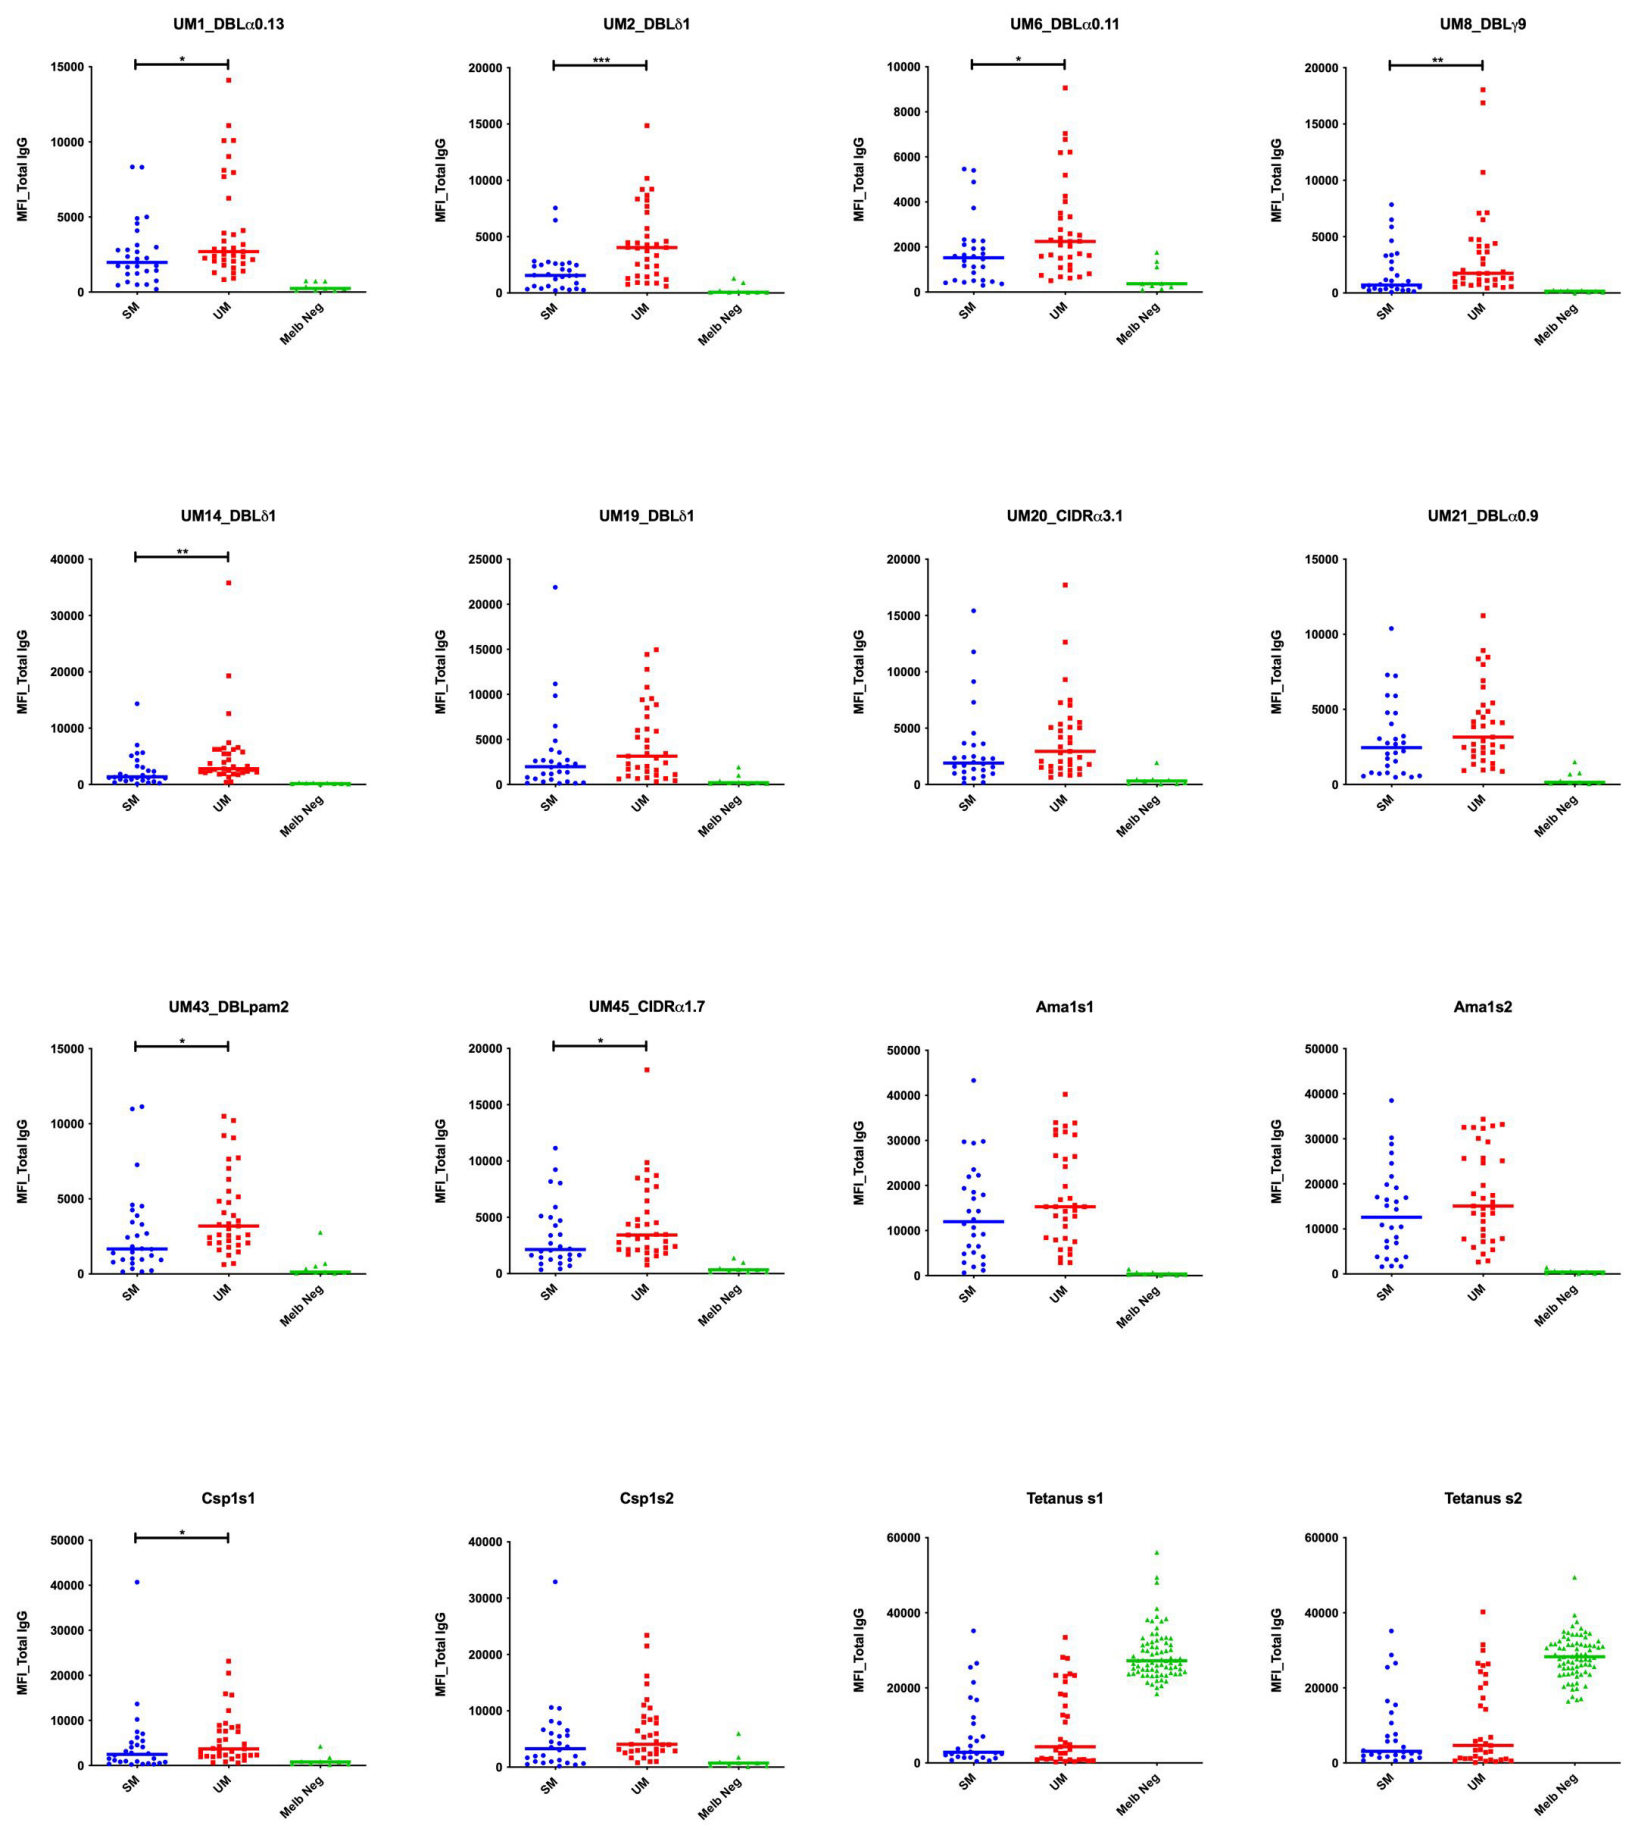 UM1_DBLα0.13
MFI_Total IgG
15000
10000
5000
0
*
SM
UM
Melb Neg
UM2_DBLδ1
MFI_Total IgG
20000
15000
10000
5000
0
***
SM
UM
Melb Neg
UM6_DBLα0.11
MFI_Total IgG
10000
8000
6000
4000
2000
0
*
SM
UM
Melb Neg
UM8_DBLγ9
MFI_Total IgG
20000
15000
10000
5000
0
**
SM
UM
Melb Neg
UM14_DBLδ1
MFI_Total IgG
40000
30000
20000
10000
0
**
SM
UM
Melb Neg
UM19_DBLδ1
MFI_Total IgG
25000
20000
15000
10000
5000
0
SM
UM
Melb Neg
UM20_CIDRα3.1
MFI_Total IgG
20000
15000
10000
5000
0
SM
UM
Melb Neg
UM21_DBLα0.9
MFI_Total IgG
15000
10000
5000
0
SM
UM
Melb Neg
UM43_DBLpam2
MFI_Total IgG
15000
10000
5000
0
*
SM
UM
Melb Neg
UM45_CIDRα1.7
MFI_Total IgG
20000
15000
10000
5000
0
*
SM
UM
Melb Neg
Ama1s1
MFI_Total IgG
50000
40000
30000
20000
10000
0
SM
UM
Melb Neg
Ama1s2
MFI_Total IgG
50000
40000
30000
20000
10000
0
SM
UM
Melb Neg
Csp1s1
MFI_Total IgG
50000
40000
30000
20000
10000
0
*
SM
UM
Melb Neg
Csp1s2
MFI_Total IgG
40000
30000
20000
10000
0
SM
UM
Melb Neg
Tetanus s1
MFI_Total IgG
60000
40000
20000
0
SM
UM
Melb Neg
Tetanus s2
MFI_Total IgG
60000
40000
20000
0
SM
UM
Melb Neg